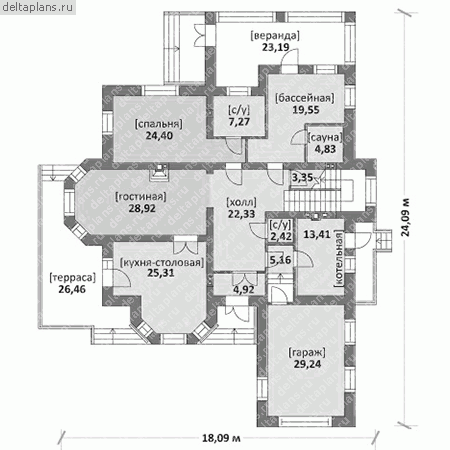 deltaplans.ru
[веранда]
23,19
[бассейная]
19,55
[с/у]
7,27
[спальня]
24,40
[сауна]
4,83
3,35
[гостиная]
28,92
[холл]
22,33
[с/у]
2,42
13,41
[котельная]
5,16
[кухня-столовая]
25,31
[терраса]
26,46
4,92
[гараж]
29,24
24,09 м
18,09 м